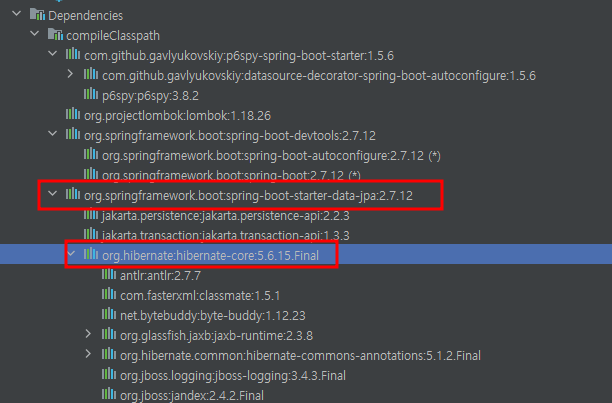 Dependencies
compileClasspath
com.github.gavlyukovskiy:p6spy-spring-boot-starter:1.5.6
com.github.gavlyukovskiy:datasource-decorator-spring-boot-autoconfigure:1.5.6
p6spy:p6spy:3.8.2
org.projectlombok:lombok:1.18.26
org.springframework.boot:spring-boot-devtools:2.7.12
org.springframework.boot:spring-boot-autoconfigure:2.7.12 (*)
org.springframework.boot:spring-boot:2.7.12 (*)
org.springframework.boot:spring-boot-starter-data-jpa:2.7.12
jakarta.persistence:jakarta.persistence-api:2.2.3
jakarta.transaction:jakarta.transaction-api:1.3.3
org.hibernate:hibernate-core:5.6.15.Final
antlr:antlr:2.7.7
com.fasterxml:classmate:1.5.1
net.bytebuddy:byte-buddy:1.12.23
org.glassfish.jaxb:jaxb-runtime:2.3.8
org.hibernate.common:hibernate-commons-annotations:5.1.2.Final
org.jboss.logging:jboss-logging:3.4.3.Final
org.jboss:jandex:2.4.2.Final